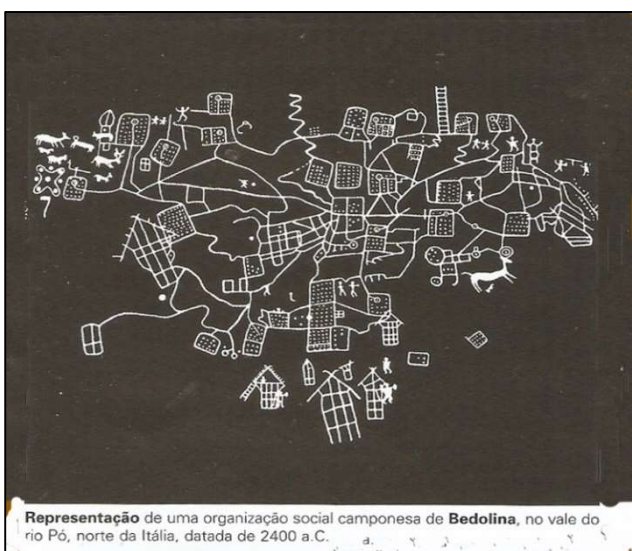 Representação de uma organização social camponesa de Bedolina, no vale do
rio Pó, norte da Itália, datada de 2400 a.C.